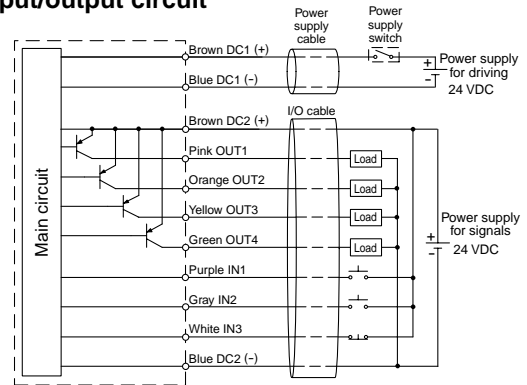 put/output circuit
Power
supply
cable
Power
supply
switch
Brown DC1 (+)
Power supply
for driving
24 VDC
+
-
Blue DC1 (-)
I/O cable
Brown DC2 (+)
Pink OUT1
Load
Orange OUT2
Load
Yellow OUT3
Load
Green OUT4
Load
Power supply
for signals
24 VDC
+
-
Main circuit
Purple IN1
Gray IN2
White IN3
Blue DC2 (-)